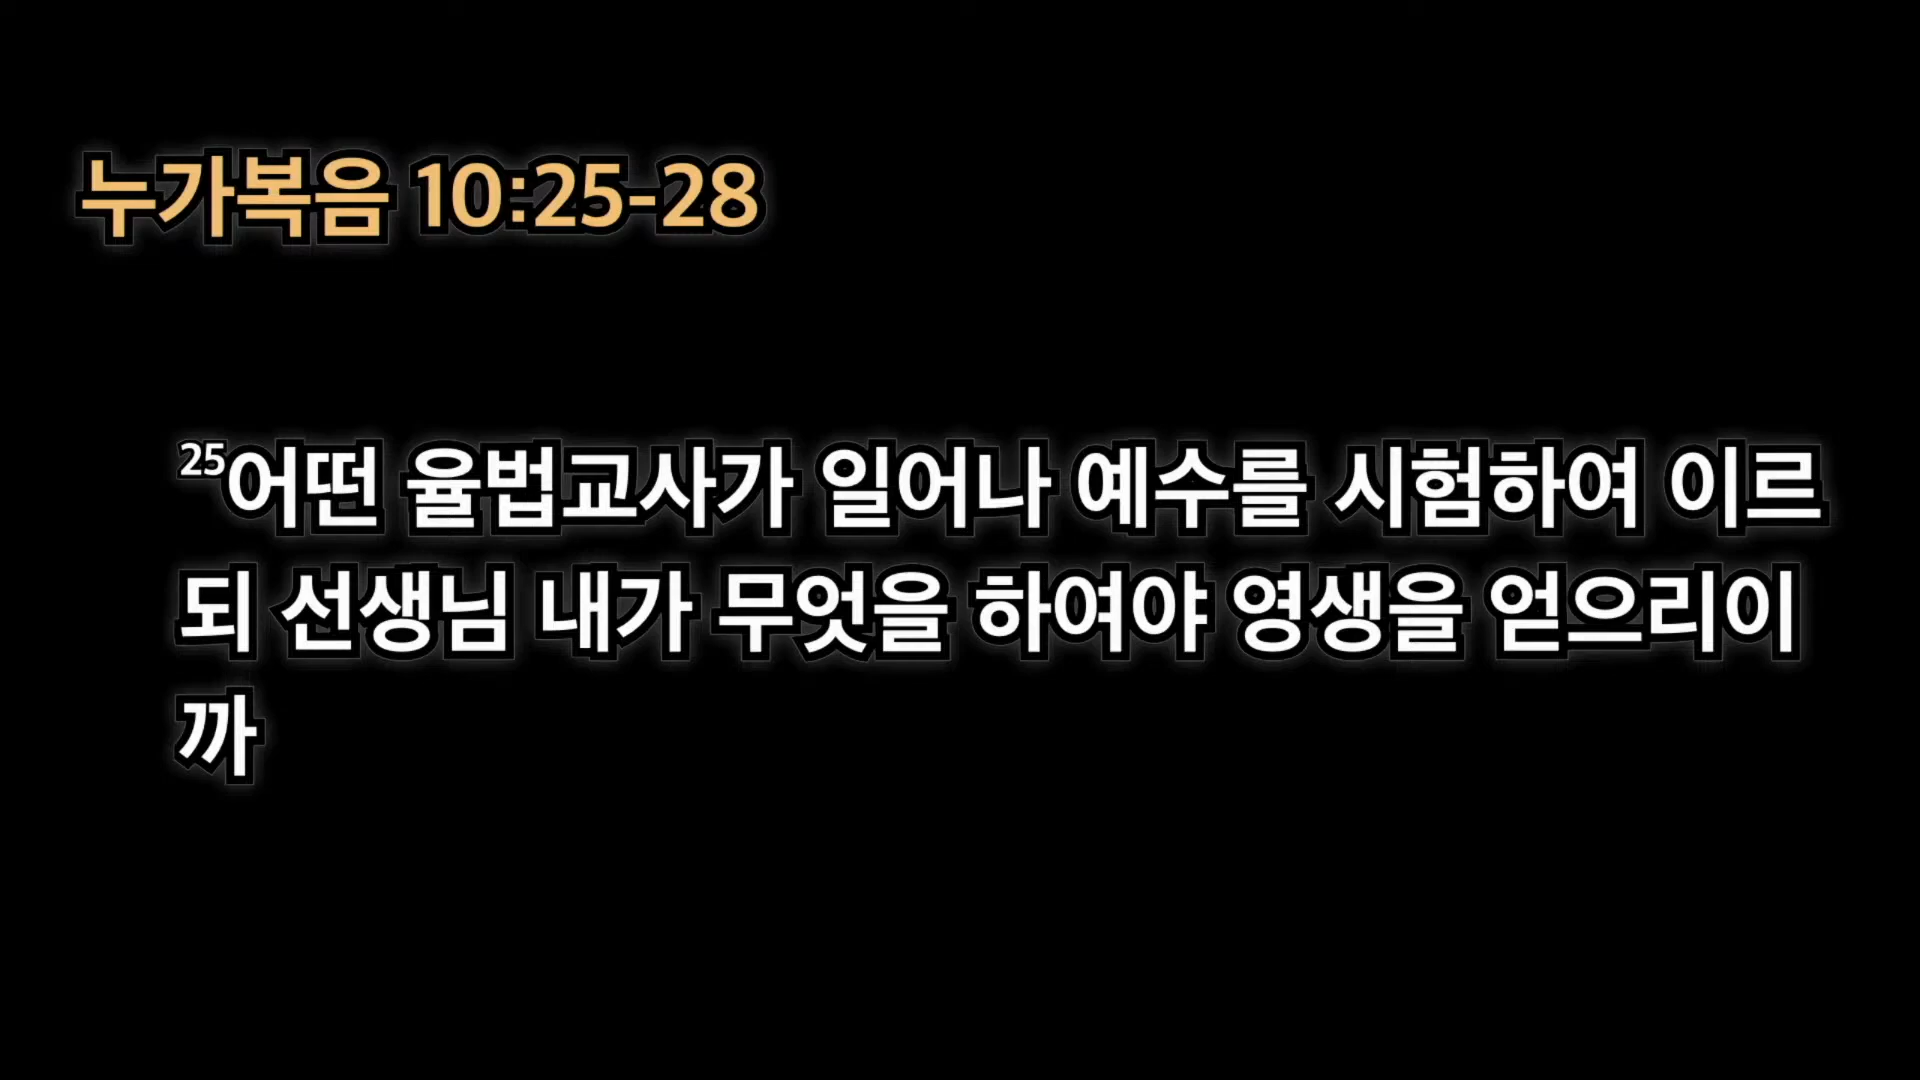 누가복음 10:25-28
25어떤 율법교사가 일어나 예수를 시험하여 이르
되 선생님 내가 무엇을 하여야 영생을 얻으리이
까